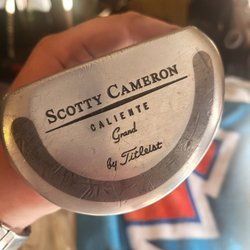 SCOTTY CAMERON
CALIENTE
Grand
by Titleist